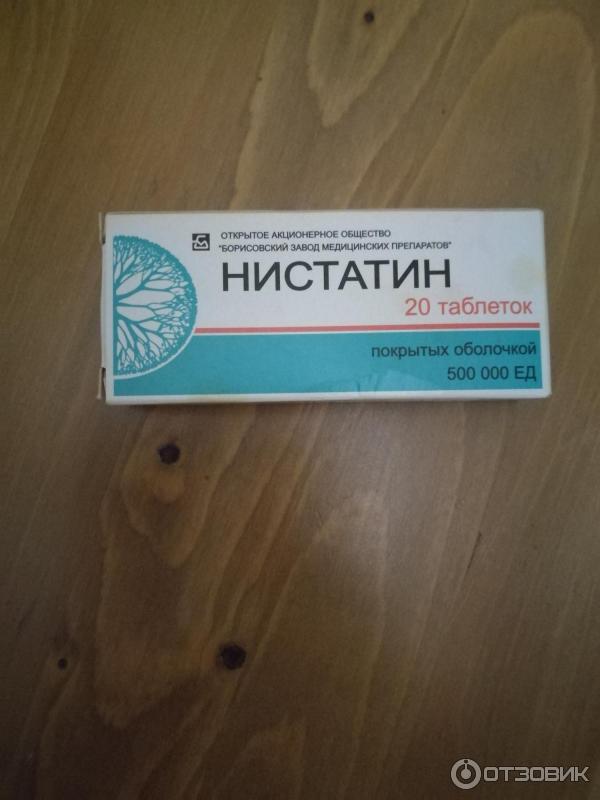 ОТКРЫТОЕ АКЦИОНЕРНОЕ ОБЩЕСТВО
"БОРИСОВСКИЙ ЗАВОД МЕДИЦИНСКИХ ПРЕПАРАТОВ"
НИСТАТИН
20 таблеток
покрытых оболочкой
500 000 ЕД
ОТЗОВИК